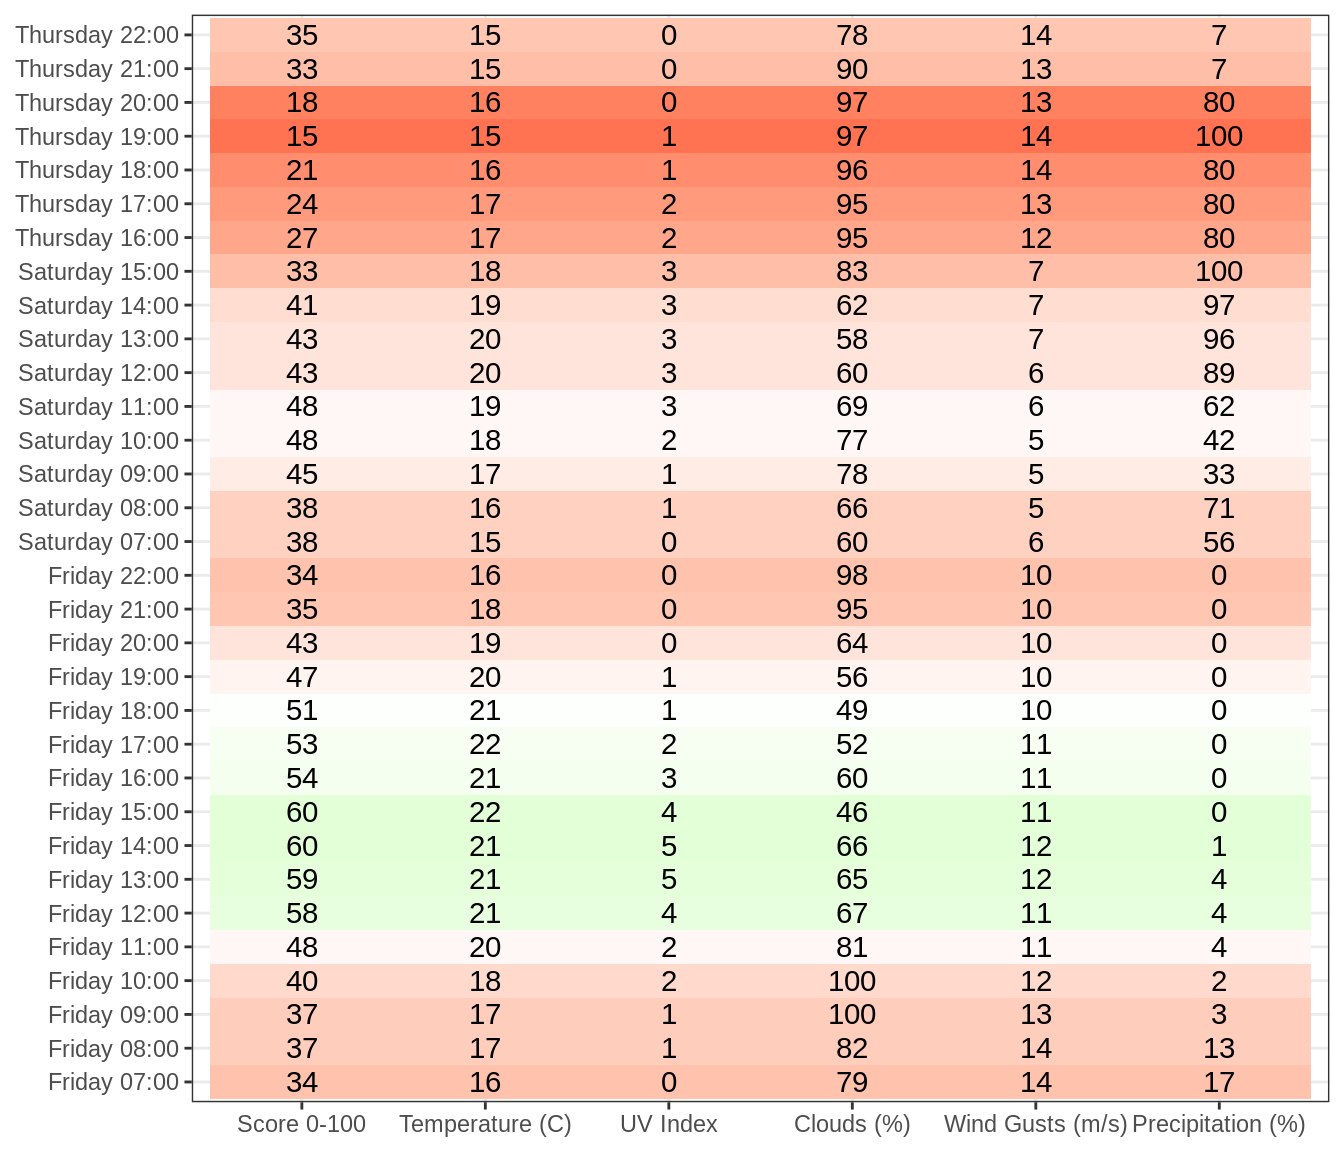 Thursday 22:00 35 15 0 78 14 7
Thursday 21:00 33 15 0 90 13 7
Thursday 20:00 18 16 0 97 13 80
Thursday 19:00 15 15 1 97 14 100
Thursday 18:00 21 16 1 96 14 80
Thursday 17:00 24 17 2 95 13 80
Thursday 16:00 27 17 2 95 12 80
Saturday 15:00 33 18 3 83 7 100
Saturday 14:00 41 19 3 62 7 97
Saturday 13:00 43 20 3 58 7 96
Saturday 12:00 43 20 3 60 6 89
Saturday 11:00 48 19 3 69 6 62
Saturday 10:00 48 18 2 77 5 42
Saturday 09:00 45 17 1 78 5 33
Saturday 08:00 38 16 1 66 5 71
Saturday 07:00 38 15 0 60 6 56
Friday 22:00 34 16 0 98 10 0
Friday 21:00 35 18 0 95 10 0
Friday 20:00 43 19 0 64 10 0
Friday 19:00 47 20 1 56 10 0
Friday 18:00 51 21 1 49 10 0
Friday 17:00 53 22 2 52 11 0
Friday 16:00 54 21 3 60 11 0
Friday 15:00 60 22 4 46 11 0
Friday 14:00 60 21 5 66 12 1
Friday 13:00 59 21 5 65 12 4
Friday 12:00 58 21 4 67 11 4
Friday 11:00 48 20 2 81 11 4
Friday 10:00 40 18 2 100 12 2
Friday 09:00 37 17 1 100 13 3
Friday 08:00 37 17 1 82 14 13
Friday 07:00 34 16 0 79 14 17
Score 0-100 Temperature (C) UV Index Clouds (%) Wind Gusts (m/s) Precipitation (%)